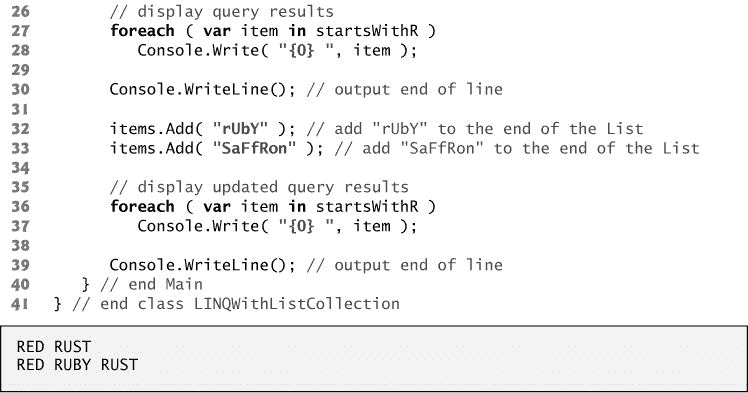 26 // display query results
27 foreach ( var item in startsWithR )
28 Console.Write( "{0} ", item );
29
30 Console.WriteLine(); // output end of line
31
32 items.Add( "rUbY" ); // add "rUbY" to the end of the List
33 items.Add( "SaFfRon" ); // add "SaFfRon" to the end of the List
34
35 // display updated query results
36 foreach ( var item in startsWithR )
37 Console.Write( "{0} ", item );
38
39 Console.WriteLine(); // output end of line
40 } // end Main
41 } // end class LINQWithListCollection
RED RUST
RED RUBY RUST